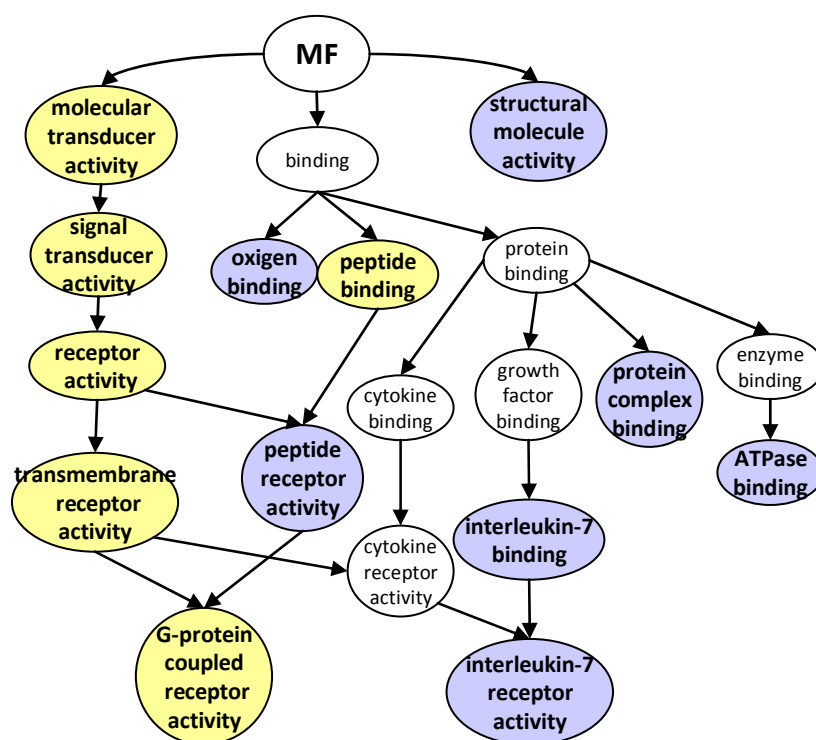 MF
molecular
transducer
activity
structural
molecule
activity
binding
signal
transducer
activity
oxigen
binding
peptide
binding
protein
binding
receptor
activity
cytokine
binding
growth
factor
binding
protein
complex
binding
enzyme
binding
transmembrane
receptor
activity
peptide
receptor
activity
ATPase
binding
cytokine
receptor
activity
interleukin-7
binding
G-protein
coupled
receptor
activity
interleukin-7
receptor
activity